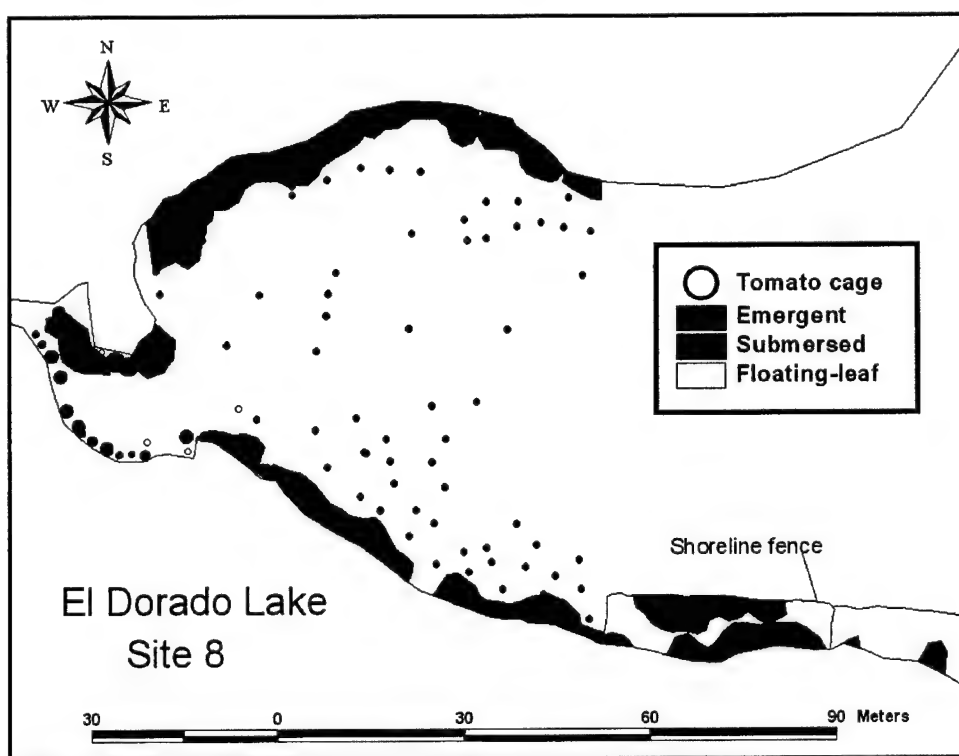 N
W E
S
Tomato cage
Emergent
Submersed
Floating-leaf
Shoreline fence
El Dorado Lake
Site 8
30 0 30 60 90 Meters